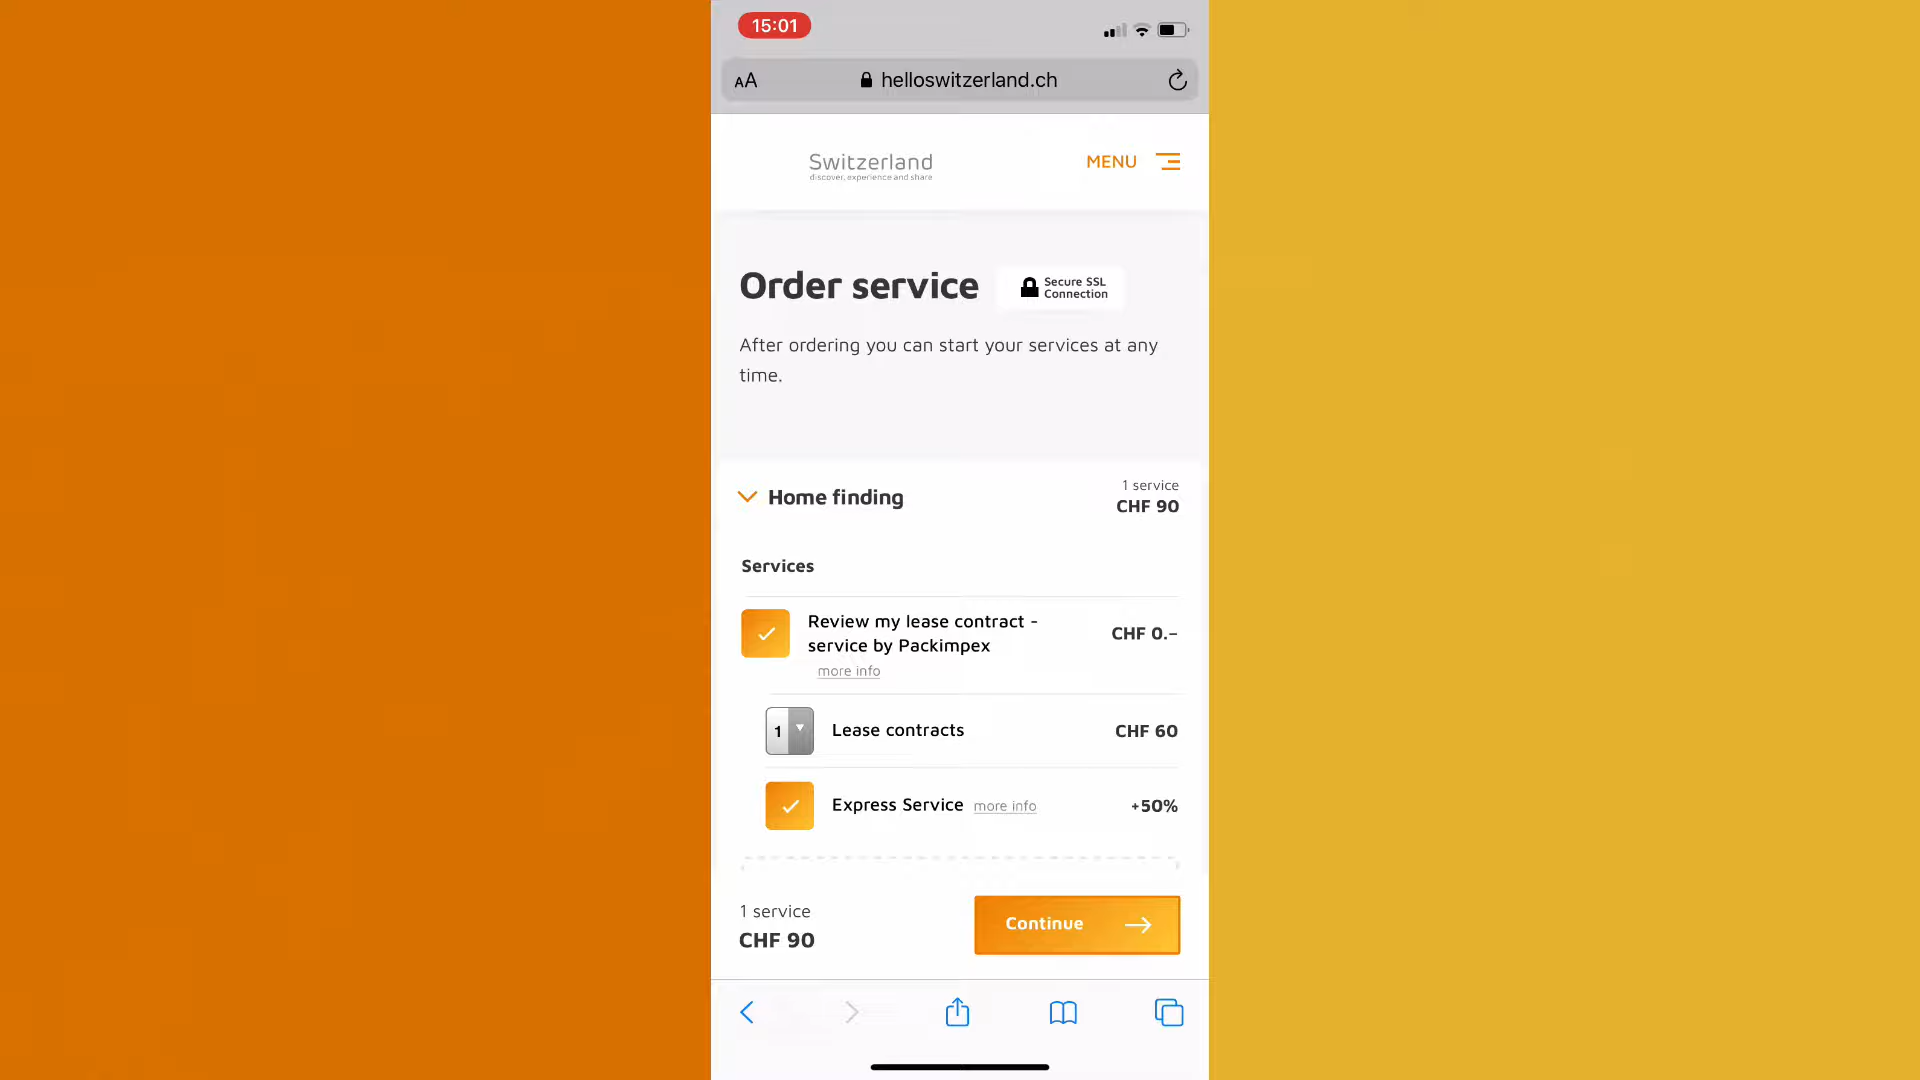 15:01
AA
helloswitzerland.ch
Switzerland
discover, experience and share
MENU
Order service
Secure SSL
Connection
After ordering you can start your services at any
time.
Home finding
1 service
CHF 90
Services
Review my lease contract -
service by Packimpex
CHF 0.–
more info
1
Lease contracts
CHF 60
Express Service more info
+50%
1 service
CHF 90
Continue